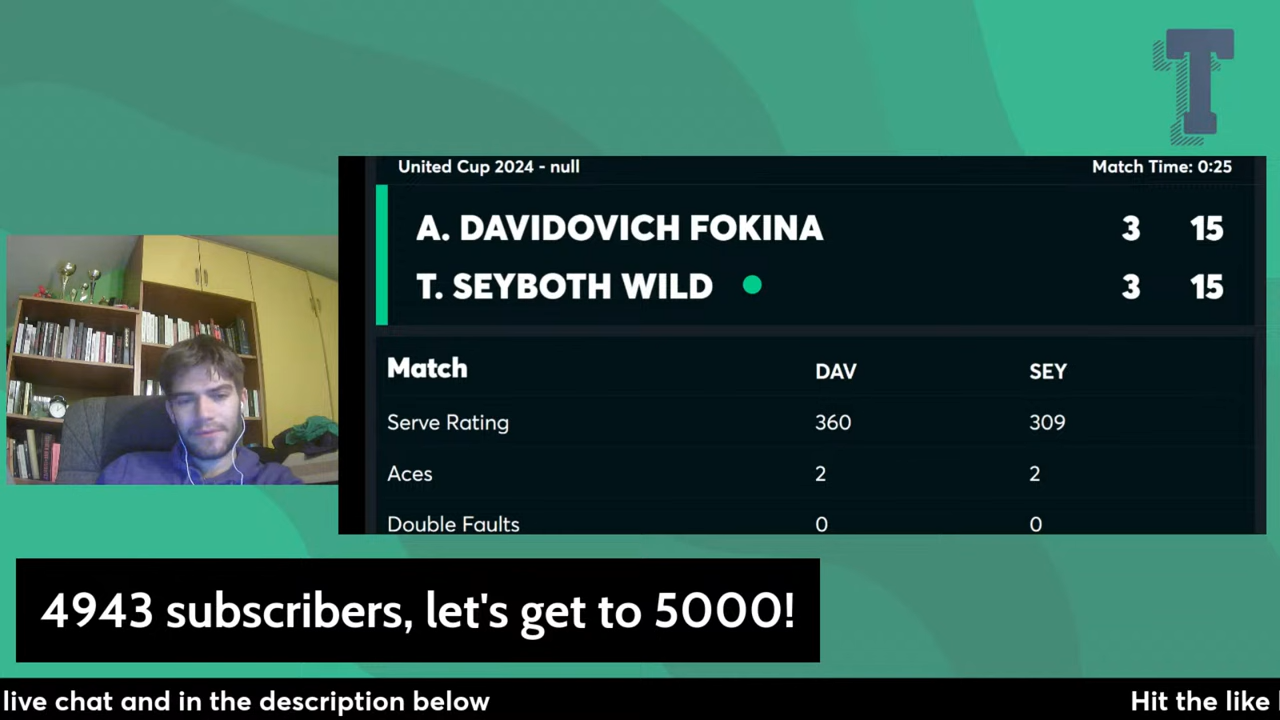 T
United Cup 2024 - null Match Time: 0:25
A. DAVIDOVICH FOKINA 3 15
T. SEYBOTH WILD 3 15
Match DAV SEY
Serve Rating 360 309
Aces 2 2
Double Faults 0 0
4943 subscribers, let's get to 5000!
live chat and in the description below Hit the like